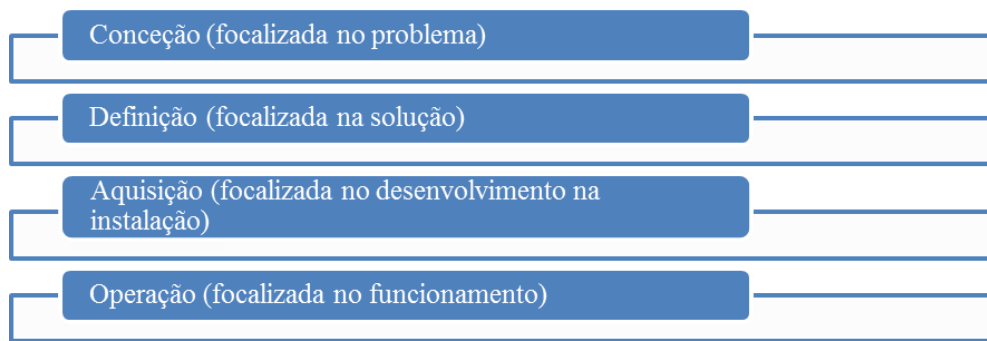 Conceção (focalizada no problema)
Definição (focalizada na solução)
Aquisição (focalizada no desenvolvimento na
instalação)
Operação (focalizada no funcionamento)